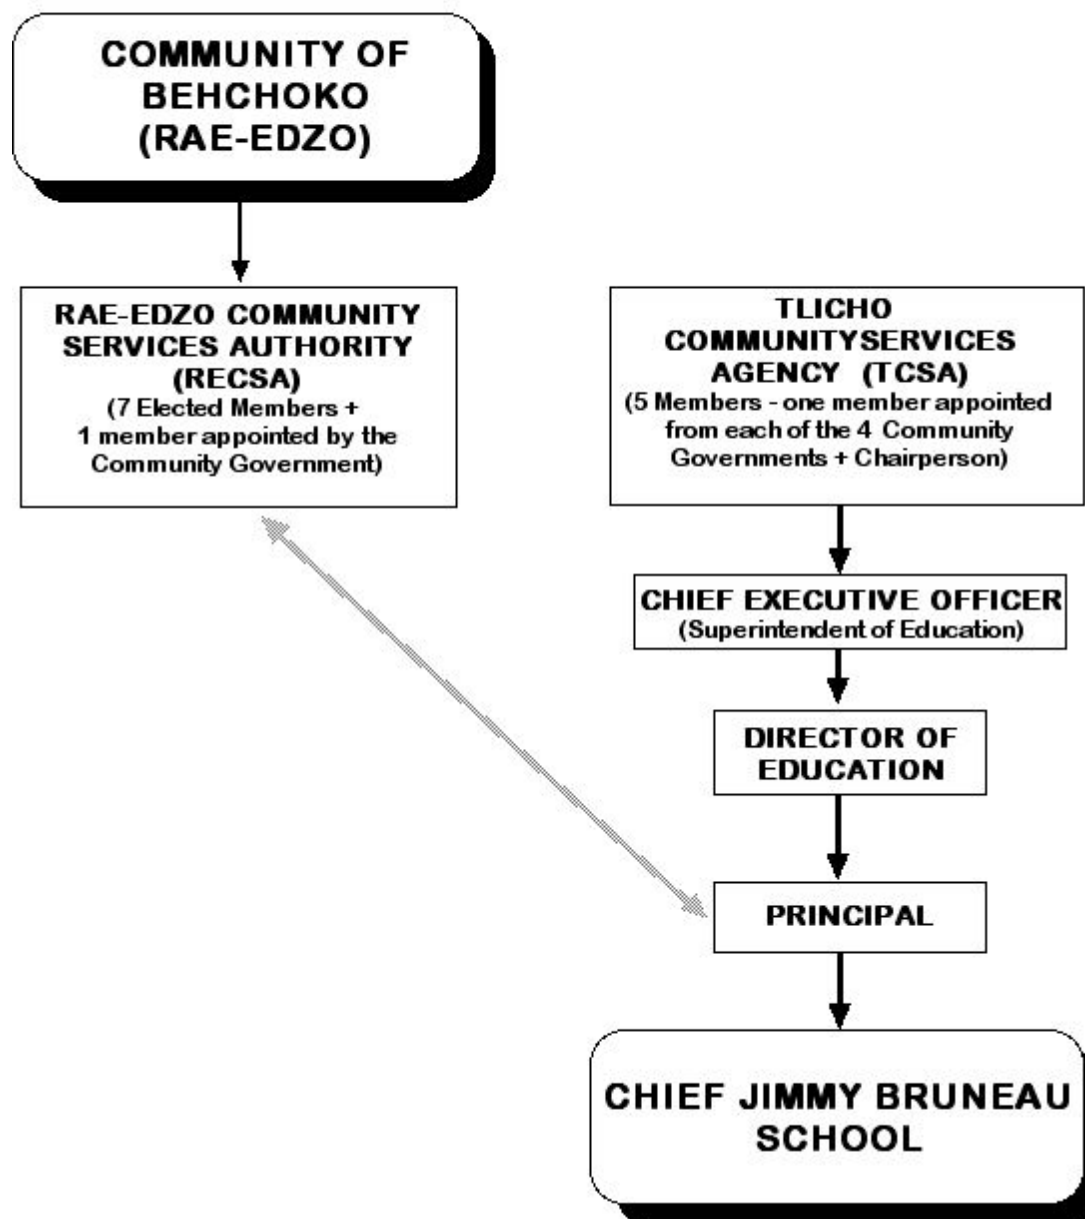 COMMUNITY OF
BEHCHOKO
(RAE-EDZO)
RAE-EDZO COMMUNITY
SERVICES AUTHORITY
(RECSA)
(7 Elected Members +
1 member appointed by the
Community Government)
TLICHO
COMMUNITYSERVICES
AGENCY (TCSA)
(5 Members - one member appointed
from each of the 4 Community
Governments + Chairperson)
CHIEF EXECUTIVE OFFICER
(Superintendent of Education)
DIRECTOR OF
EDUCATION
PRINCIPAL
CHIEF JIMMY BRUNEAU
SCHOOL